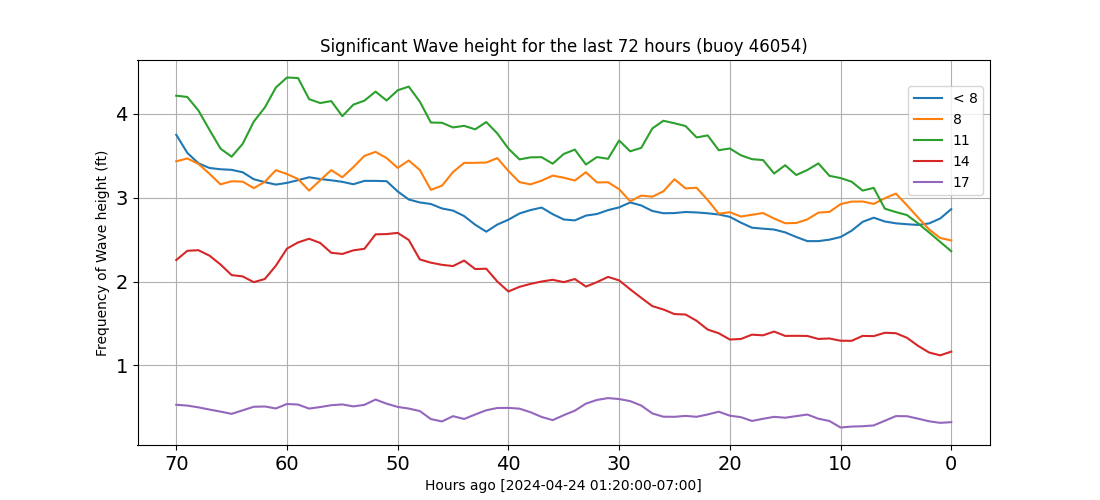 Significant Wave height for the last 72 hours (buoy 46054)
Frequency of Wave height (ft)
4
3
2
1
< 8
8
11
14
17
70 60 50 40 30 20 10 0
Hours ago [2024-04-24 01:20:00-07:00]